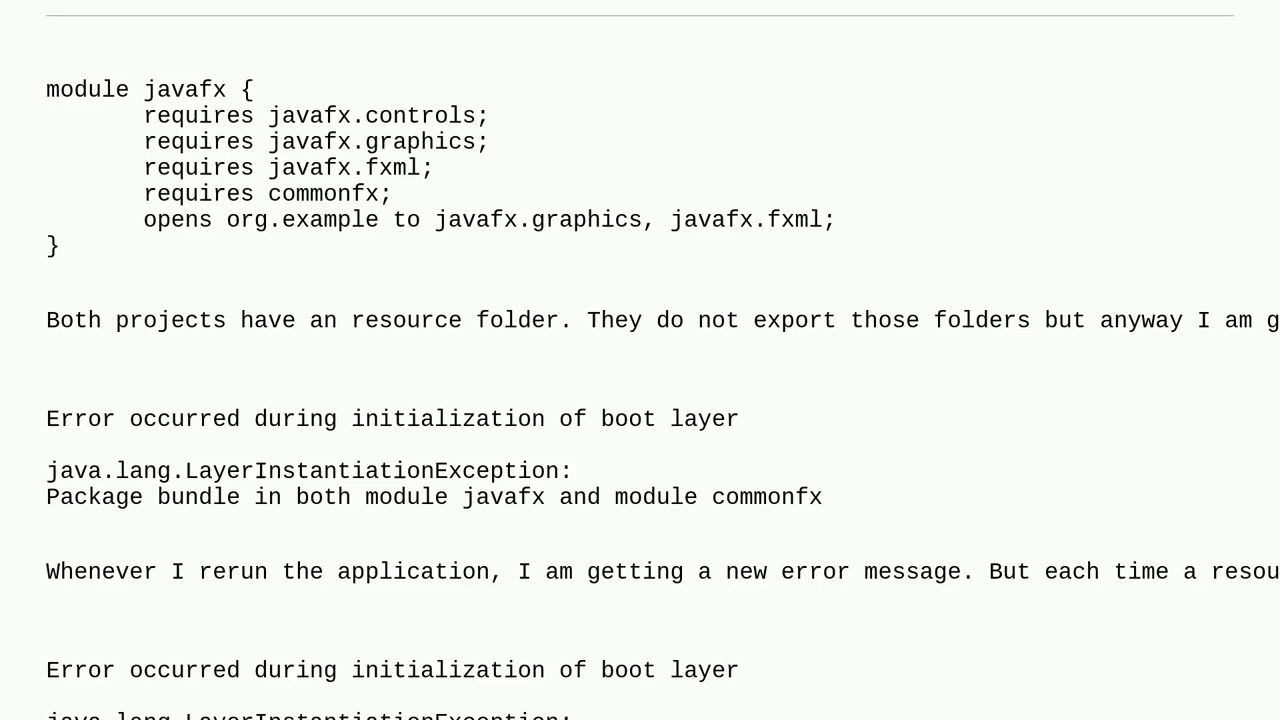 module javafx {
requires javafx.controls;
requires javafx.graphics;
requires javafx.fxml;
requires commonfx;
opens org.example to javafx.graphics, javafx.fxml;
}
Both projects have an resource folder. They do not export those folders but anyway I am
Error occurred during initialization of boot layer
java.lang.LayerInstantiationException:
Package bundle in both module javafx and module commonfx
Whenever I rerun the application, I am getting a new error message. But each time a
Error occurred during initialization of boot layer
java.lang.LayerInstantiationException: